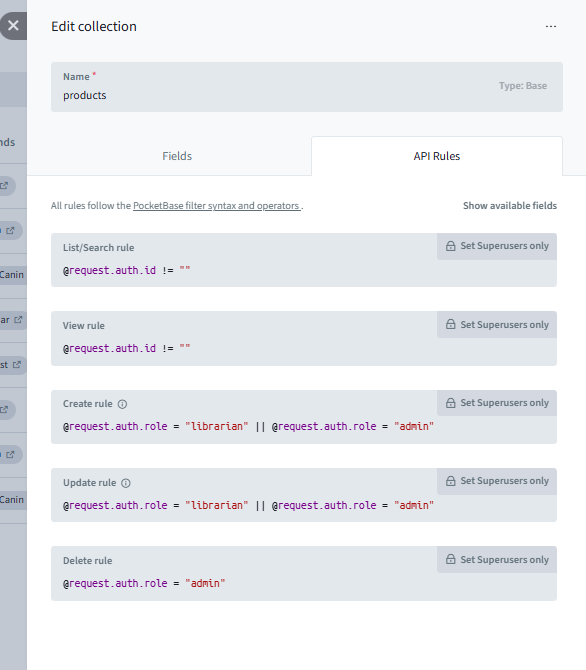 Edit collection
...
Name *
products
Type: Base
nds
Fields
API Rules
All rules follow the PocketBase filter syntax and operators .
Show available fields
List/Search rule
Set Superusers only
@request.auth.id != ""
Canin
ar
View rule
Set Superusers only
@request.auth.id != ""
st
Create rule
Set Superusers only
@request.auth.role = "librarian" || @request.auth.role = "admin"
Update rule
Set Superusers only
Canin
@request.auth.role = "librarian" || @request.auth.role = "admin"
Delete rule
Set Superusers only
@request.auth.role = "admin"